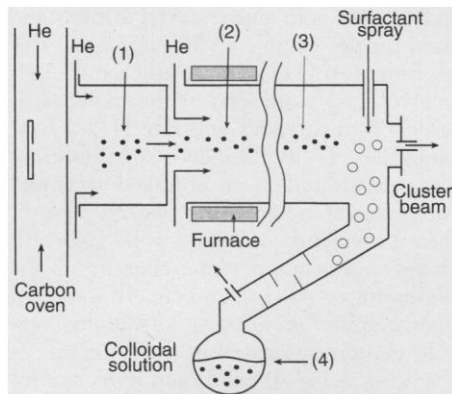 He
He
(1)
He
(2)
(3)
Surfactant
spray
Cluster
beam
Furnace
Carbon
oven
Colloidal
solution
(4)